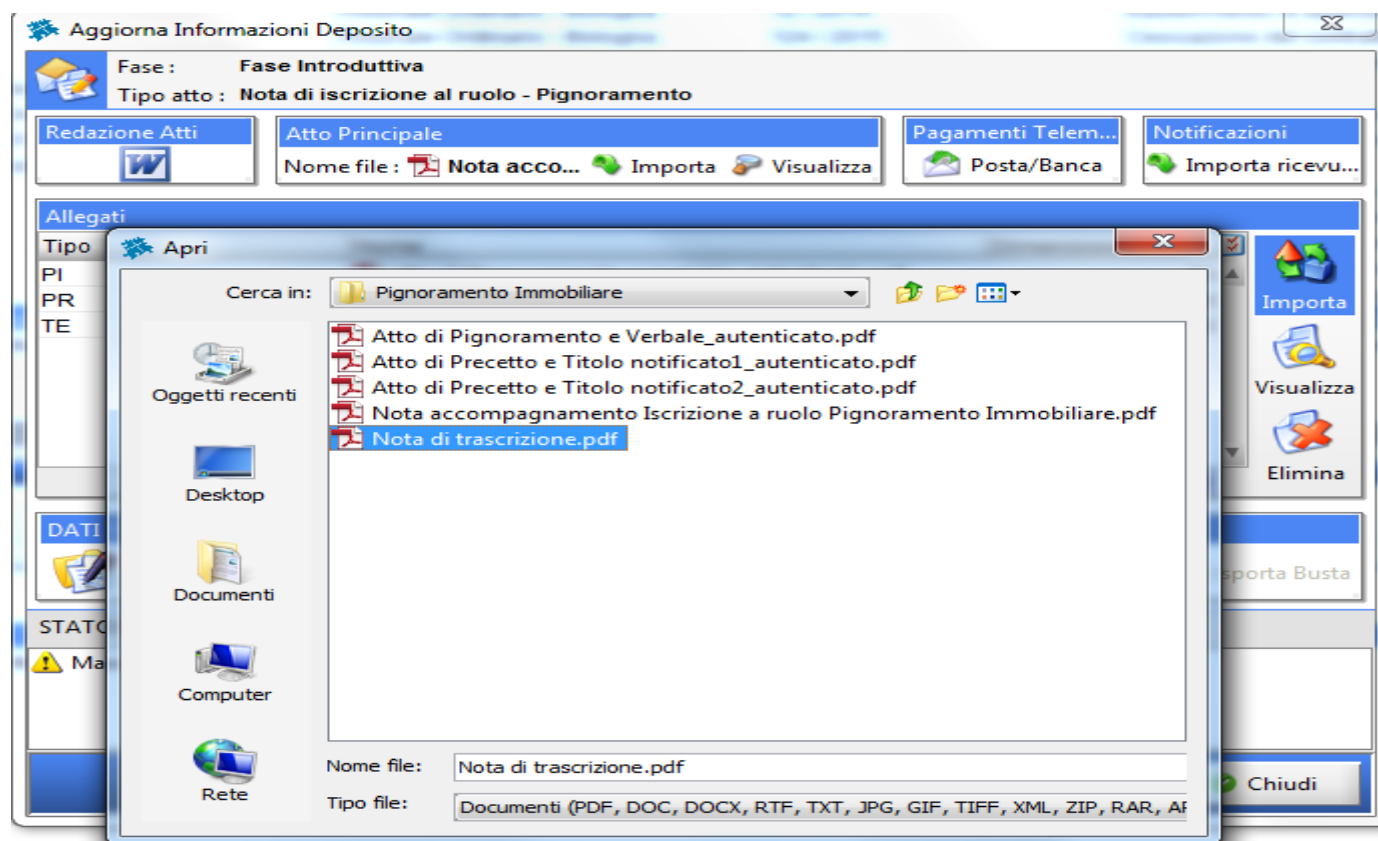 Aggiorna Informazioni Deposito
Fase : Fase Introduttiva
Tipo atto : Nota di iscrizione al ruolo - Pignoramento
Redazione Atti
Atto Principale
Pagamenti Telem...
Notificazioni
Nome file : Nota acco... Importa Visualizza
Posta/Banca
Importa ricevu...
Allegati
Tipo
PI
PR
TE
Apri
Cerca in: Pignoramento Immobiliare
Atto di Pignoramento e Verbale_autenticato.pdf
Atto di Precetto e Titolo notificato1_autenticato.pdf
Atto di Precetto e Titolo notificato2_autenticato.pdf
Nota accompagnamento Iscrizione a ruolo Pignoramento Immobiliare.pdf
Nota di trascrizione.pdf
Oggetti recenti
Desktop
Documenti
Computer
Rete
Nome file: Nota di trascrizione.pdf
Tipo file: Documenti (PDF, DOC, DOCX, RTF, TXT, JPG, GIF, TIFF, XML, ZIP, RAR,
Importa
Visualizza
Elimina
DATI
sporta Busta
STATO
Ma
Chiudi